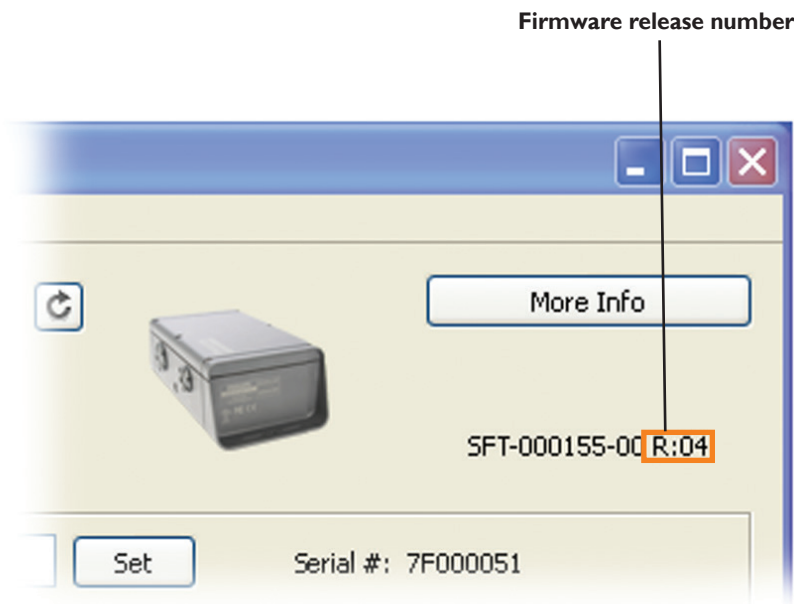 Firmware release number
More Info
SFT-000155-00 R:04
Set
Serial #: 7F000051